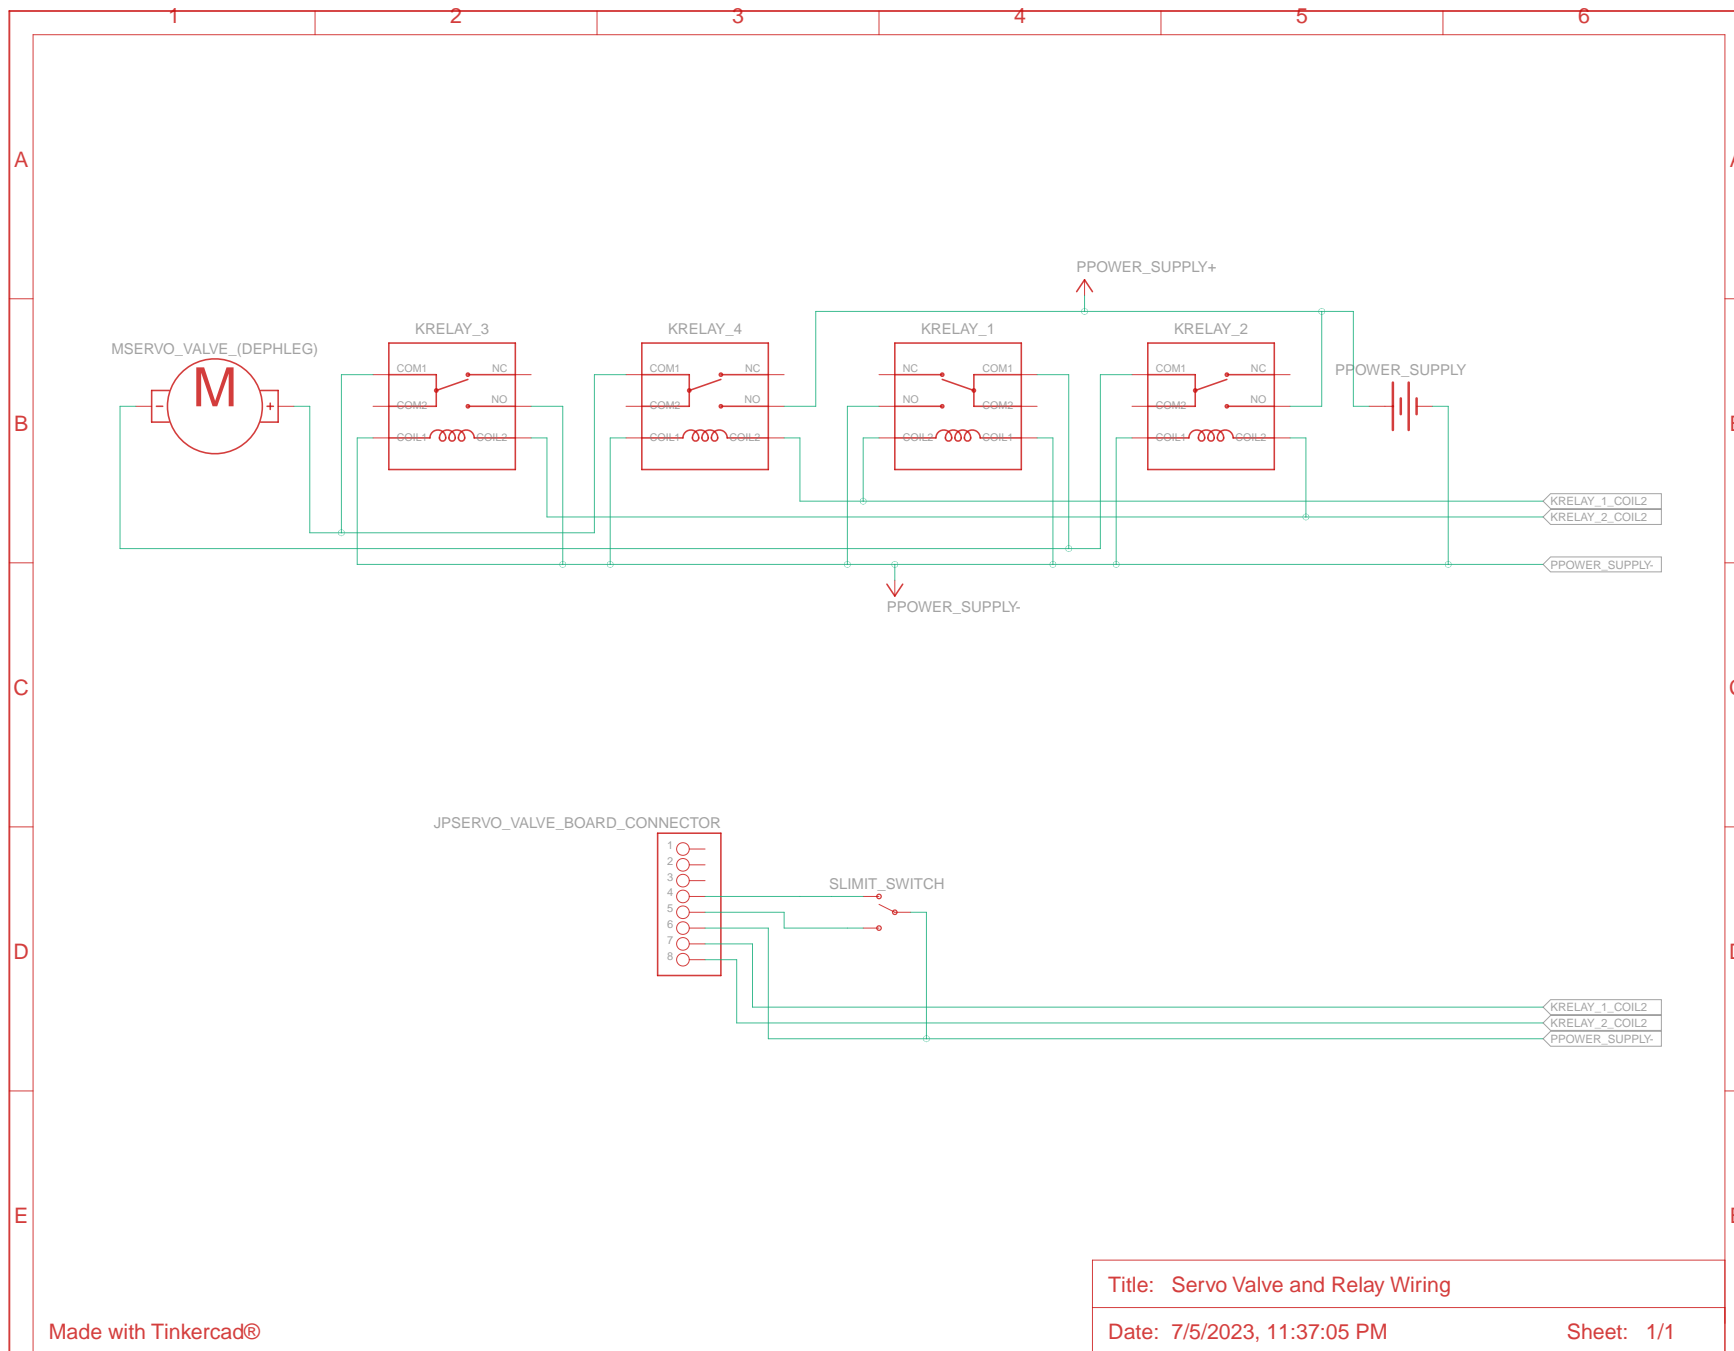 1 2 3 4 5 6
A
PPOWER_SUPPLY+
KRELAY_3 KRELAY_4 KRELAY_1 KRELAY_2
MSERVO_VALVE_(DEPHLEG)
M
- +
PPOWER_SUPPLY
COM1 NC COM1 NC NC COM1 COM1 NC
COM2 NO COM2 NO NO COM2 COM2 NO
COIL1 COIL2 COIL1 COIL2 COIL2 COIL1 COIL1 COIL2
B
KRELAY_1_COIL2
KRELAY_2_COIL2
PPOWER_SUPPLY-
PPOWER_SUPPLY-
C
JPSERVO_VALVE_BOARD_CONNECTOR
1
2
3
4
5
6
7
8
SLIMIT_SWITCH
D
KRELAY_1_COIL2
KRELAY_2_COIL2
PPOWER_SUPPLY-
E
Title: Servo Valve and Relay Wiring
Made with Tinkercad®
Date: 7/5/2023, 11:37:05 PM Sheet: 1/1